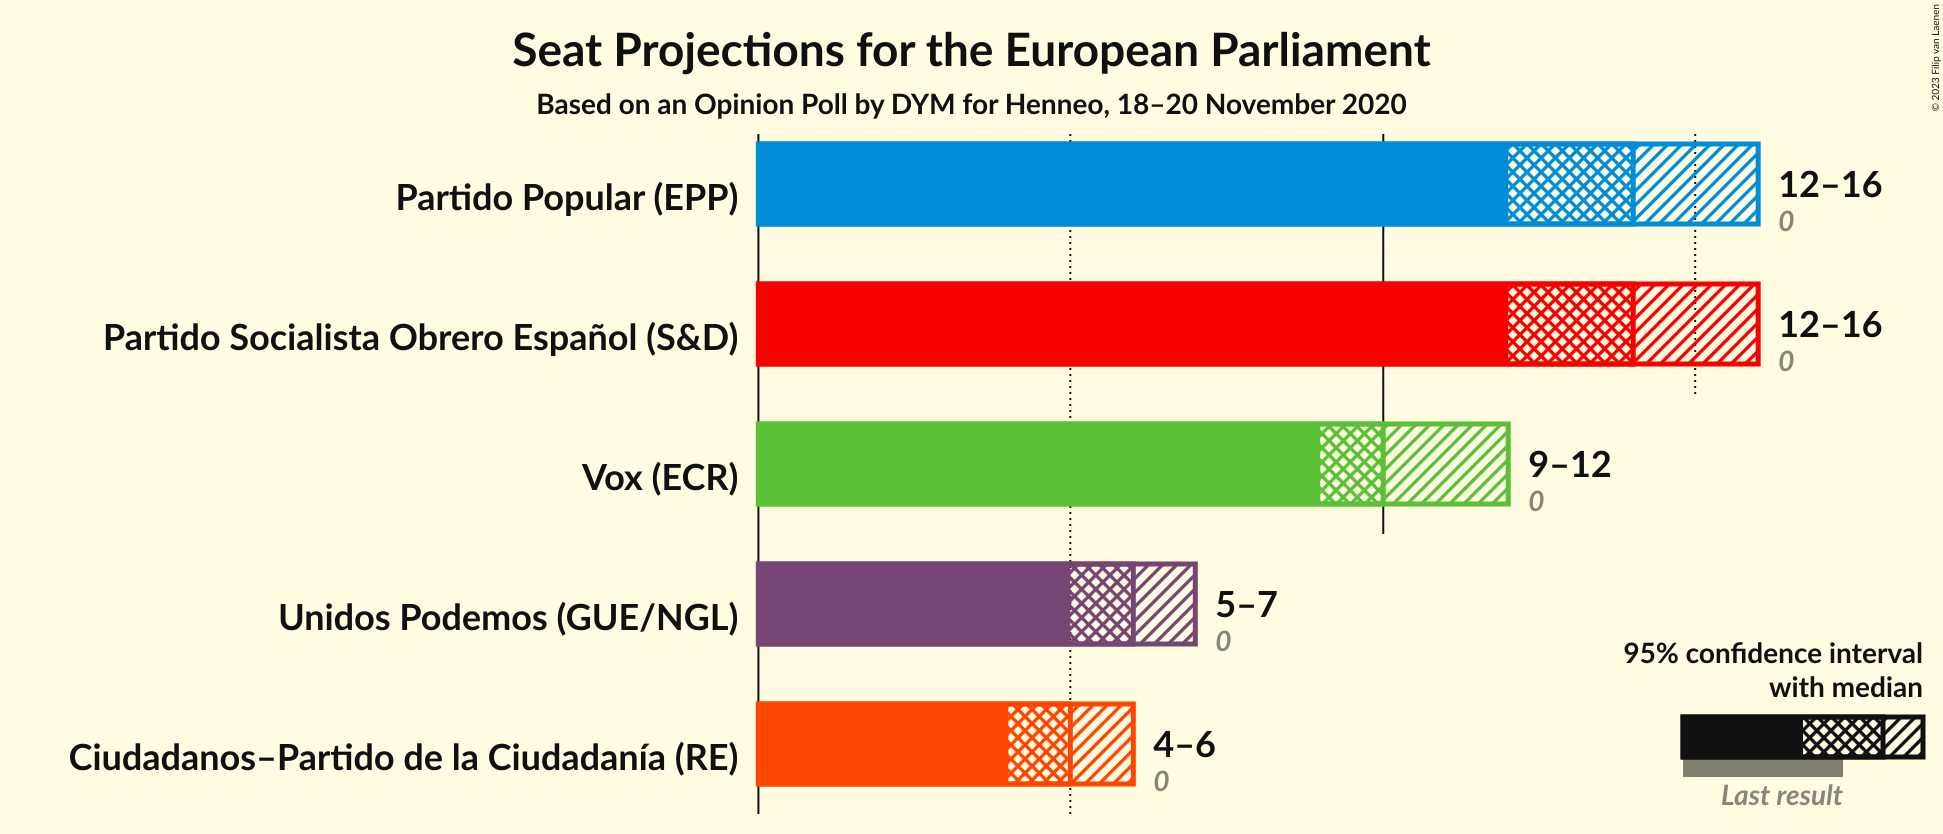 Seat Projections for the European Parliament
Based on an Opinion Poll by DYM for Henneo, 18–20 November 2020
© 2023 Filip van Laenen
Partido Popular (EPP)
12–16
0
Partido Socialista Obrero Español (S&D)
12–16
0
Vox (ECR)
9–12
0
Unidos Podemos (GUE/NGL)
5–7
0
Ciudadanos–Partido de la Ciudadanía (RE)
4–6
0
95% confidence interval
with median
Last result